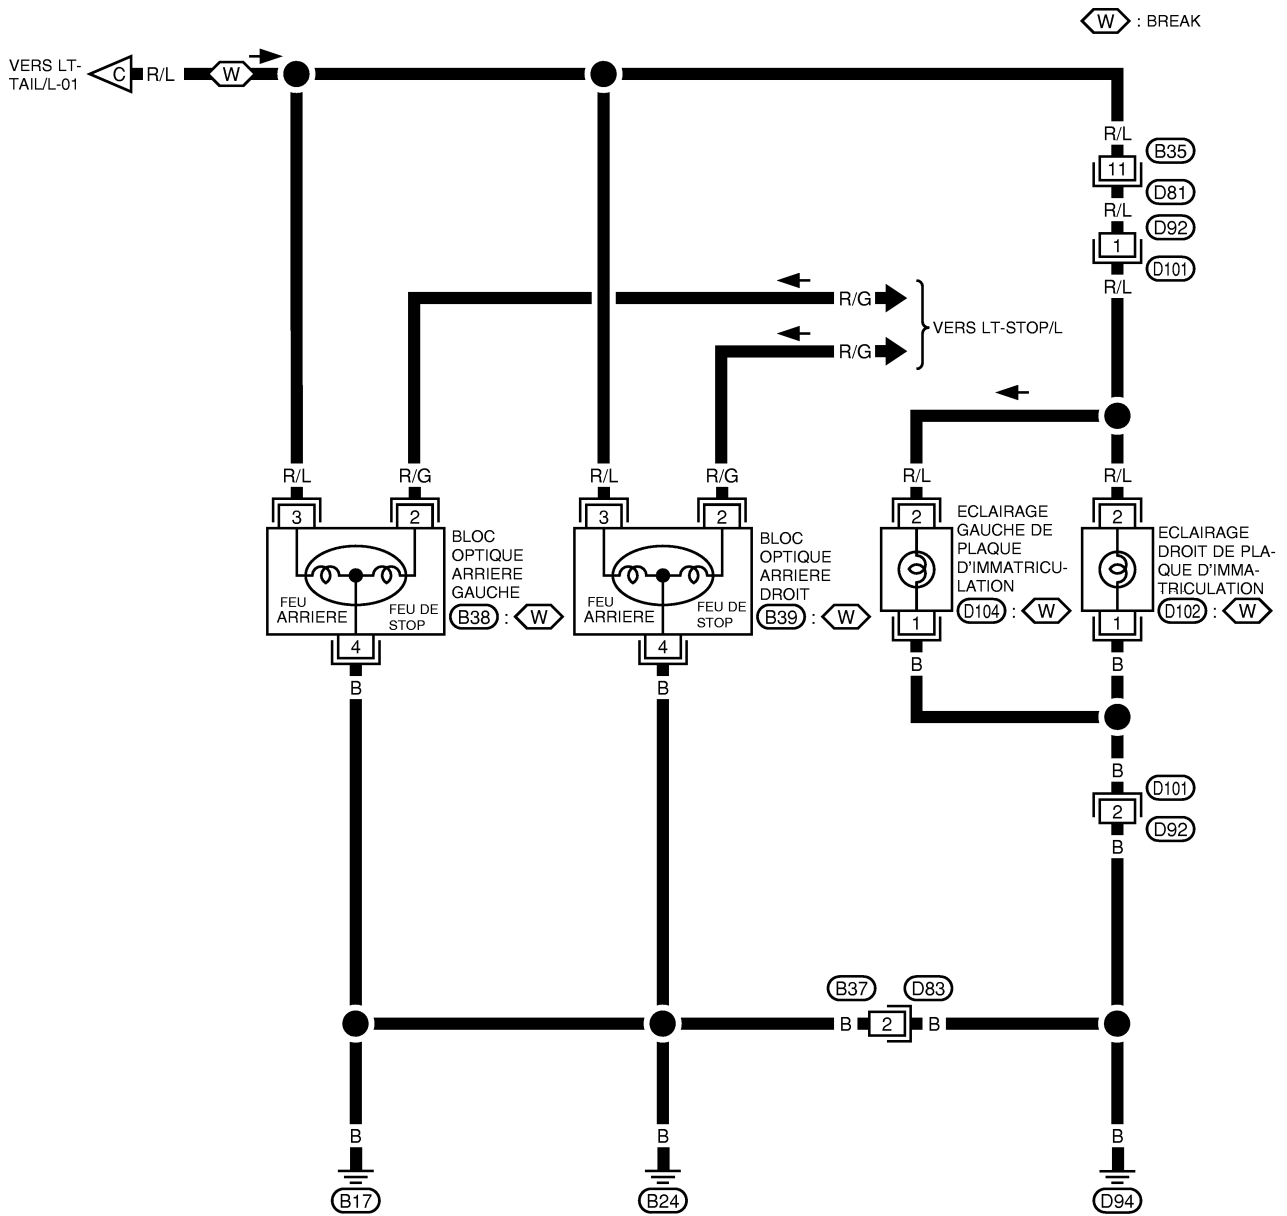 W : BREAK
VERS LT-
TAIL/L-01
C R/L W
R/L
B35
11
D81
R/L
D92
1
D101
R/L
R/G
VERS LT-STOP/L
R/G
R/L R/G R/L R/G R/L R/L
3 2 3 2 2 2
BLOC
OPTIQUE
ARRIERE
GAUCHE
B38 : W
FEU
ARRIERE
FEU DE
STOP
BLOC
OPTIQUE
ARRIERE
DROIT
B39 : W
FEU
ARRIERE
FEU DE
STOP
ECLAIRAGE
GAUCHE DE
PLAQUE
D'IMMATRICU-
LATION
D104 : W
ECLAIRAGE
DROIT DE PLA-
QUE D'IMMA-
TRICULATION
D102 : W
4 4 1 1
B B B B
B
D101
2
D92
B
B37 D83
B 2 B
B B B
B17 B24 D94